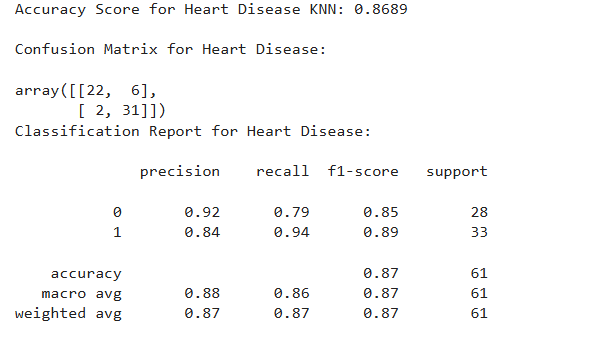 Accuracy Score for Heart Disease KNN: 0.8689
Confusion Matrix for Heart Disease:
array([[22,  6],
       [ 2, 31]])
Classification Report for Heart Disease:
              precision    recall  f1-score   support
           0       0.92      0.79      0.85        28
           1       0.84      0.94      0.89        33
    accuracy                           0.87        61
   macro avg       0.88      0.86      0.87        61
weighted avg       0.87      0.87      0.87        61